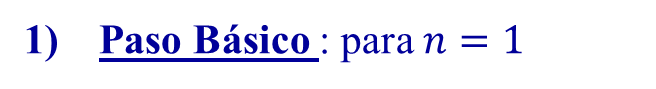 1) Paso Básico : para n = 1